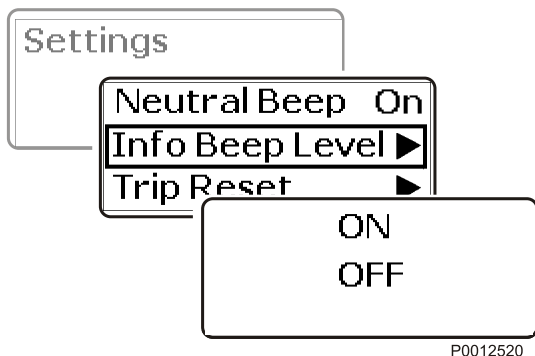 Settings
Neutral Beep On
Info Beep Level ▶
Trip Reset ▶
ON
OFF
P0012520